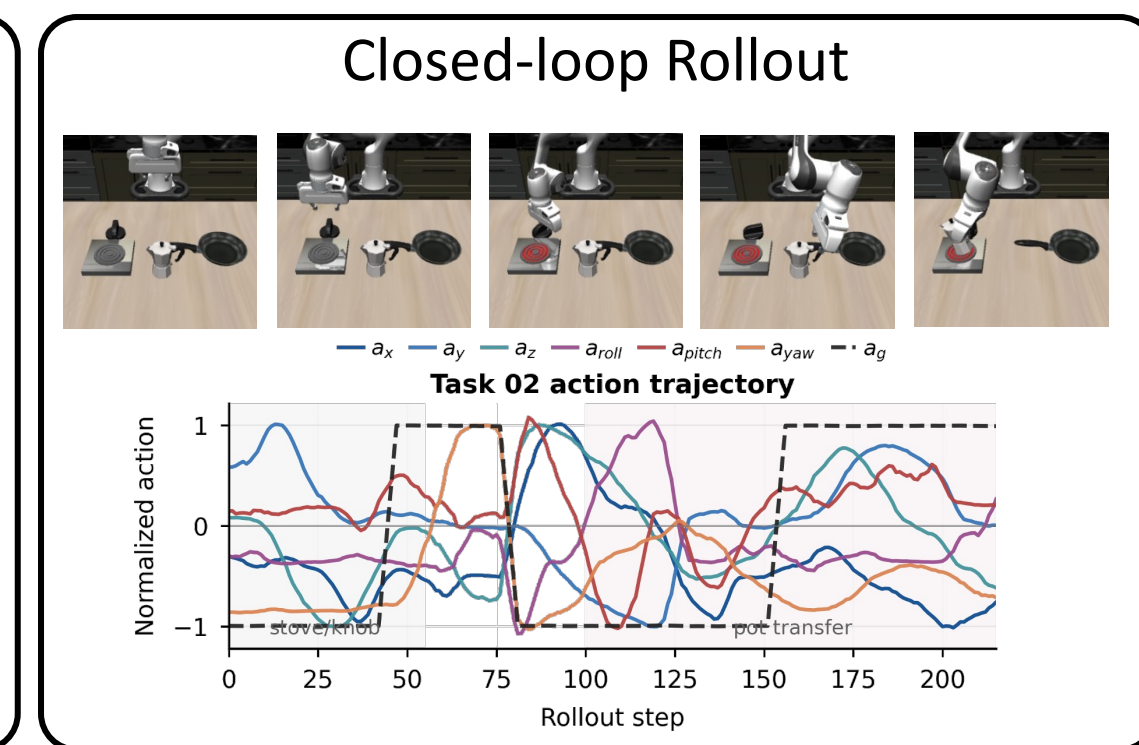 Closed-loop Rollout
a_x a_y a_z a_roll a_pitch a_yaw a_g
Task 02 action trajectory
Normalized action
1
0
−1
stove/knob
pot transfer
0 25 50 75 100 125 150 175 200
Rollout step